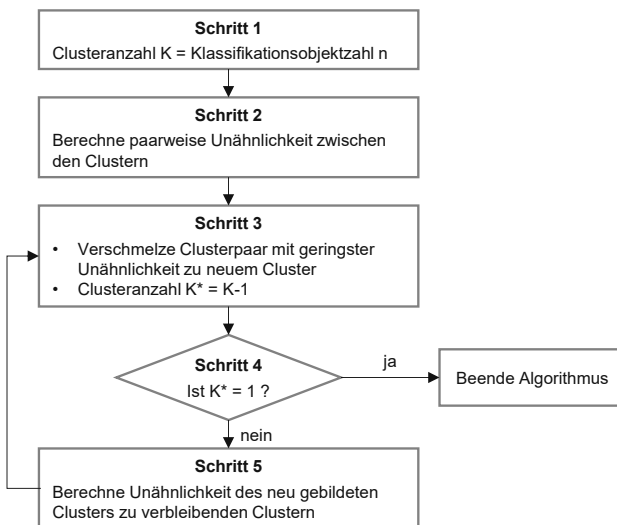 Schritt 1
Clusteranzahl K = Klassifikationsobjektzahl n
Schritt 2
Berechne paarweise Unähnlichkeit zwischen
den Clustern
Schritt 3
• Verschmelze Clusterpaar mit geringster
Unähnlichkeit zu neuem Cluster
• Clusteranzahl K* = K-1
Schritt 4
Ist K* = 1 ?
ja
Beende Algorithmus
nein
Schritt 5
Berechne Unähnlichkeit des neu gebildeten
Clusters zu verbleibenden Clustern